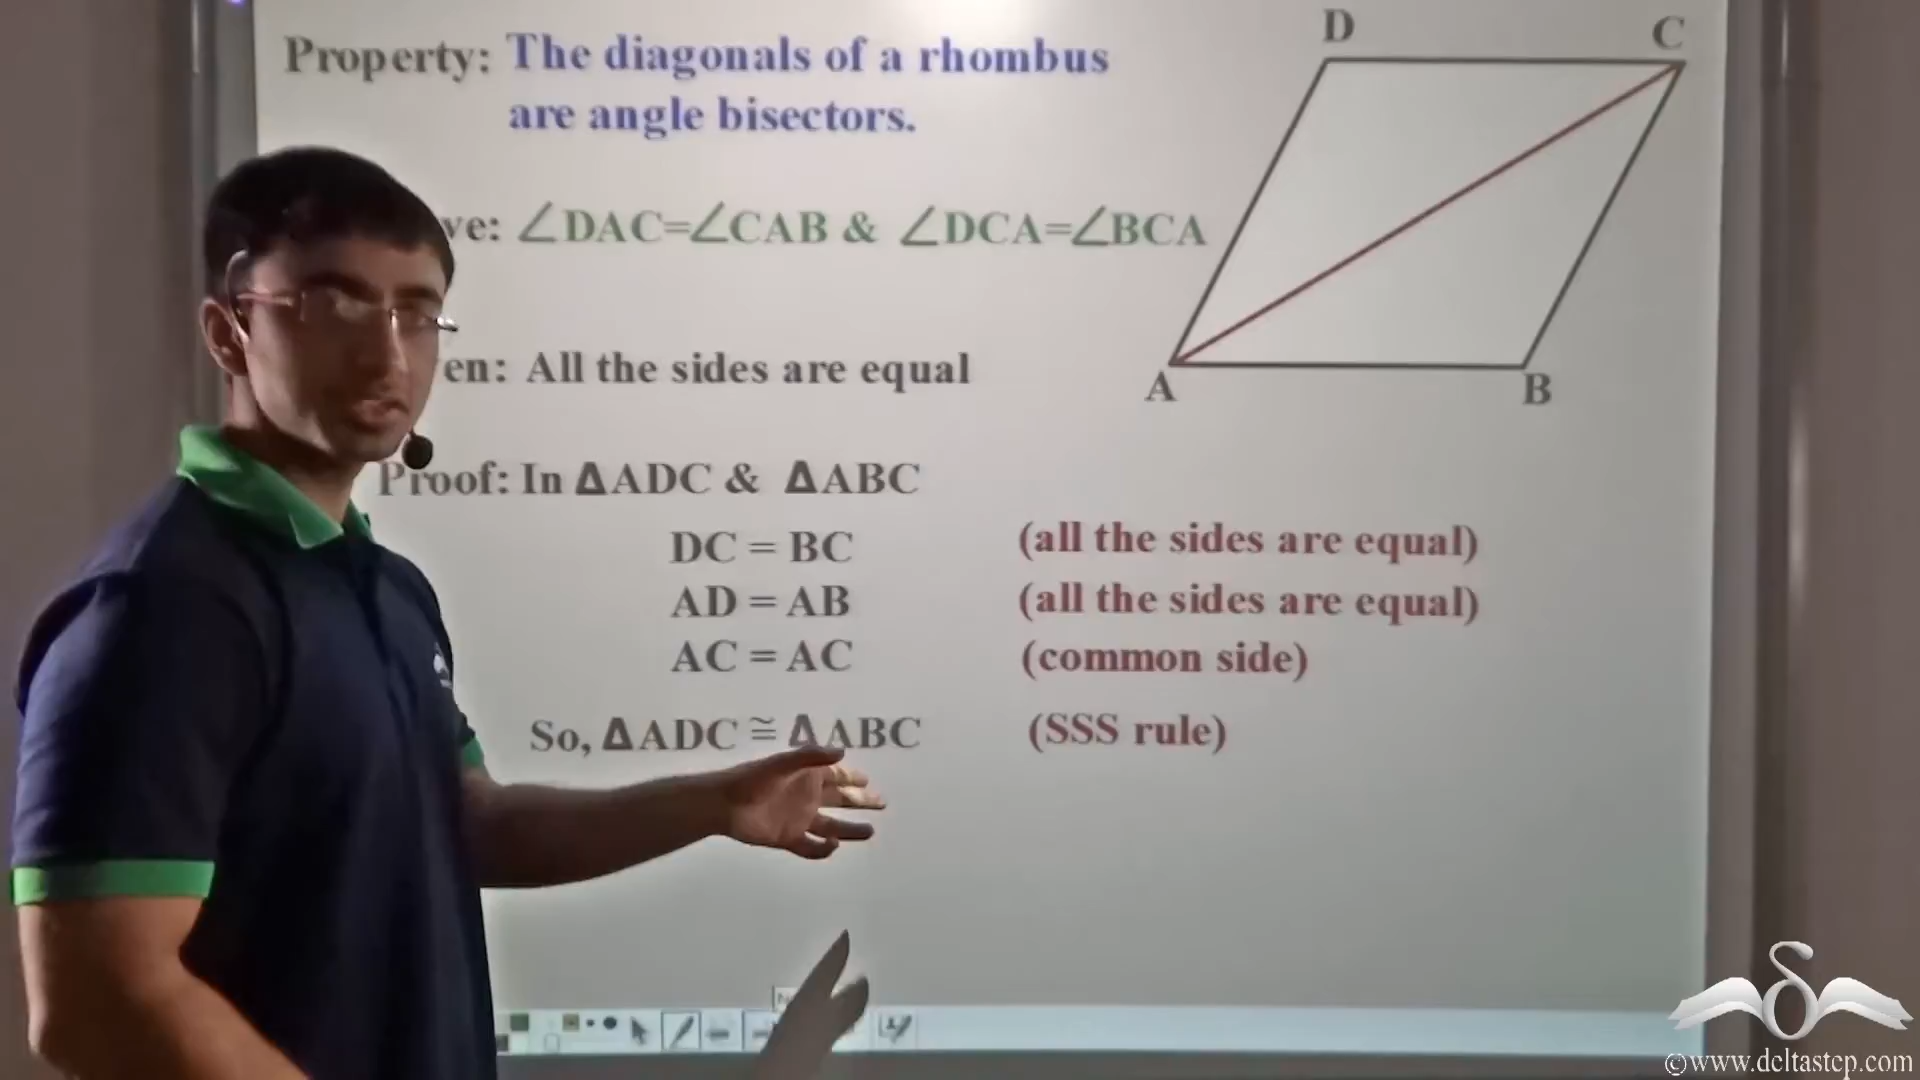 Property: The diagonals of a rhombus
are angle bisectors.
D
C
ve: ∠DAC=∠CAB & ∠DCA=∠BCA
en: All the sides are equal
A
B
Proof: In ΔADC & ΔABC
DC = BC (all the sides are equal)
AD = AB (all the sides are equal)
AC = AC (common side)
So, ΔADC ≅ ΔABC (SSS rule)
©www.deltastep.com